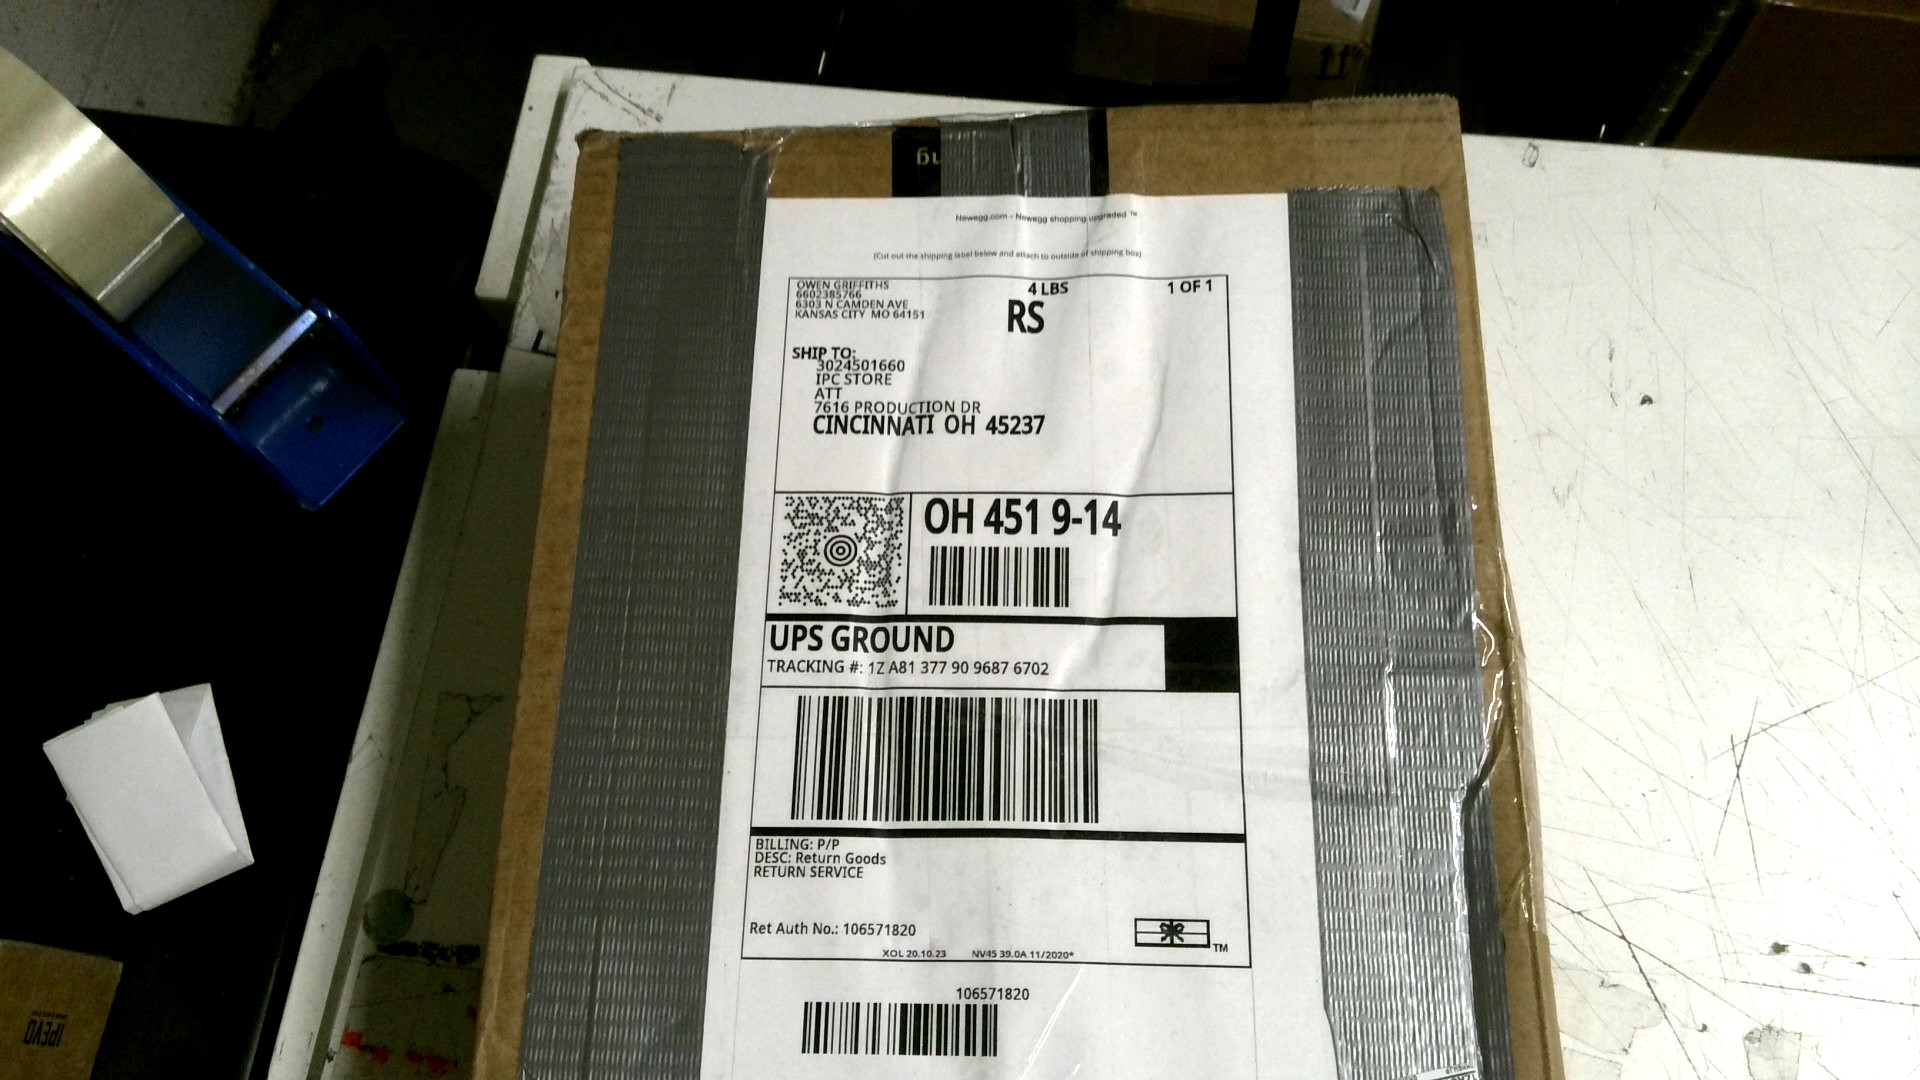 Newegg.com - Newegg shopping upgraded ™
(Cut out the shipping label below and attach to outside of shipping box)
OWEN GRIFFITHS
6602385766
6303 N CAMDEN AVE
KANSAS CITY MO 64151
4 LBS
1 OF 1
RS
SHIP TO:
3024501660
IPC STORE
ATT
7616 PRODUCTION DR
CINCINNATI OH 45237
OH 451 9-14
UPS GROUND
TRACKING #: 1Z A81 377 90 9687 6702
BILLING: P/P
DESC: Return Goods
RETURN SERVICE
Ret Auth No.: 106571820
TM
XOL 20.10.23 NV45 39.0A 11/2020*
106571820
IPEVO